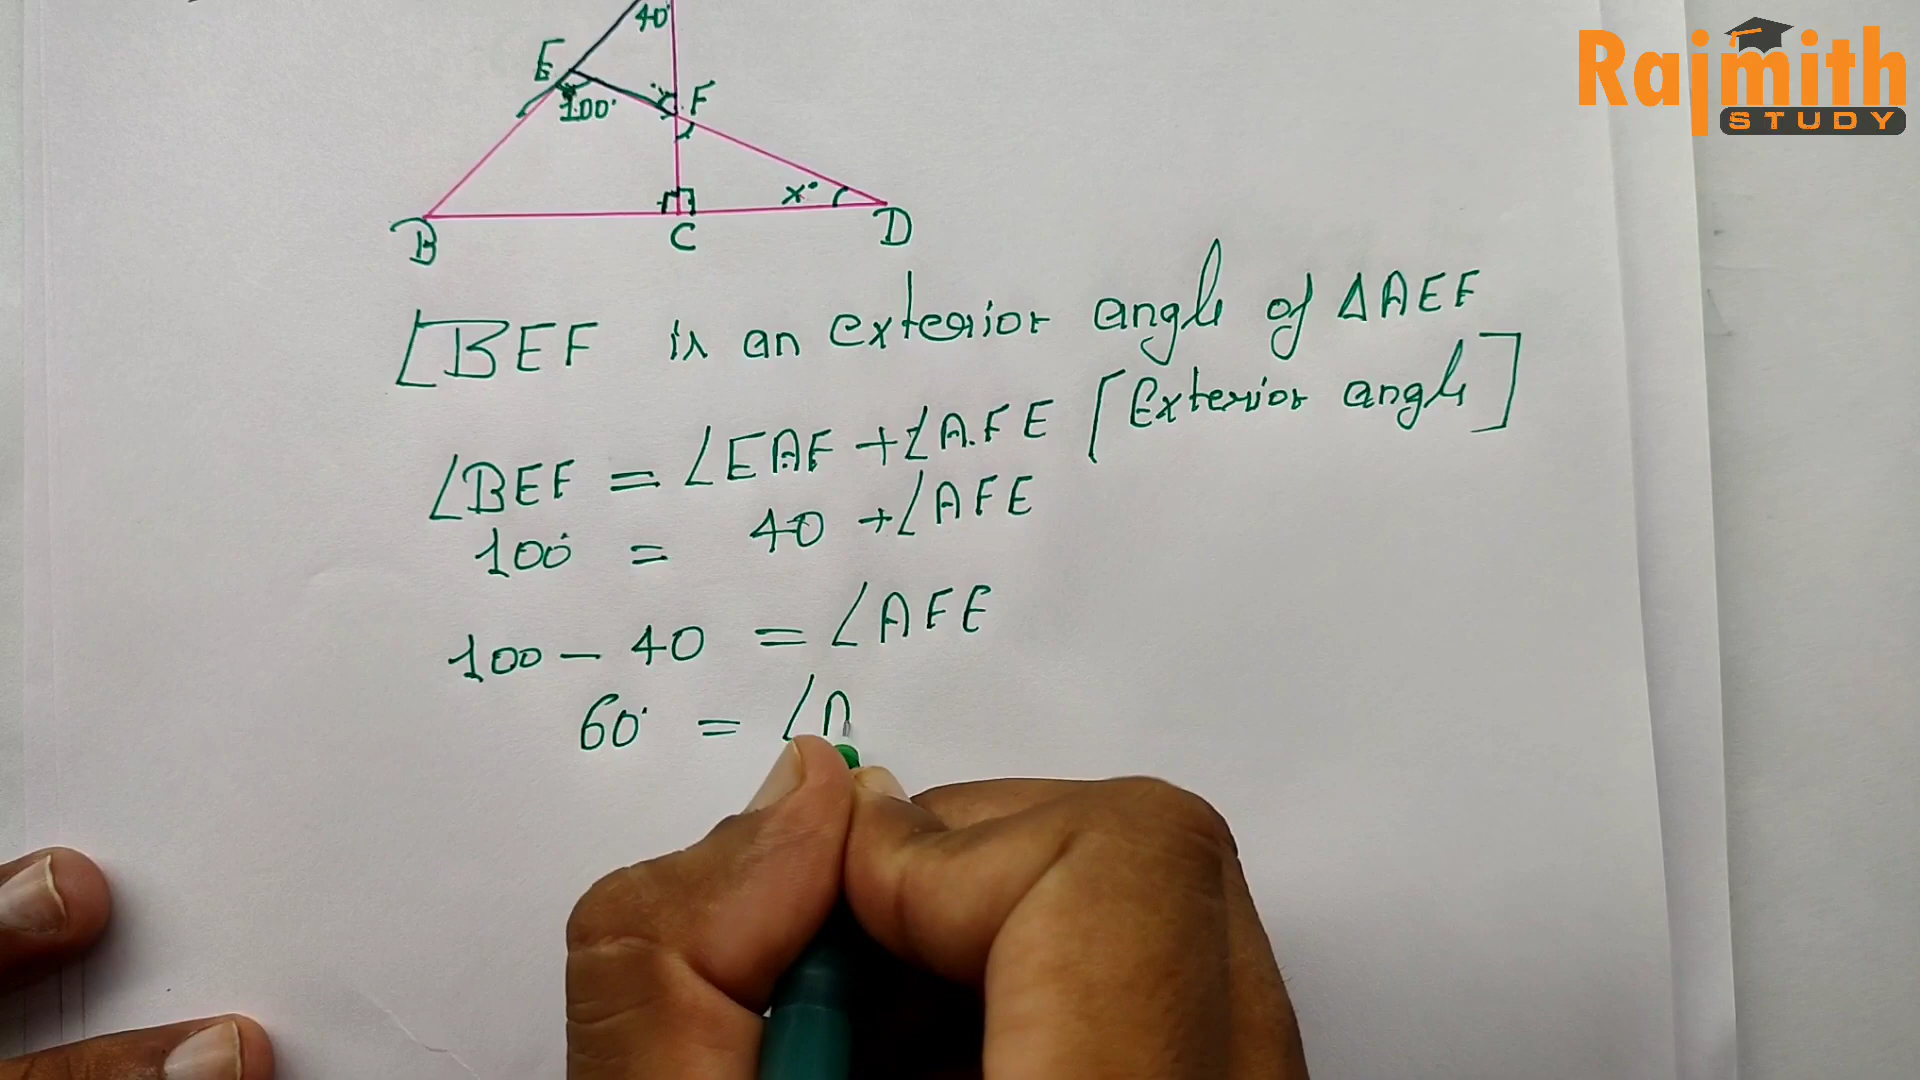 Rajmith
STUDY
40°
E
100°
F
x°
B
C
D
∠BEF is an exterior angle of ΔAEF
∠BEF = ∠EAF + ∠AFE [Exterior angle]
100° = 40 + ∠AFE
100 - 40 = ∠AFE
60° = ∠A